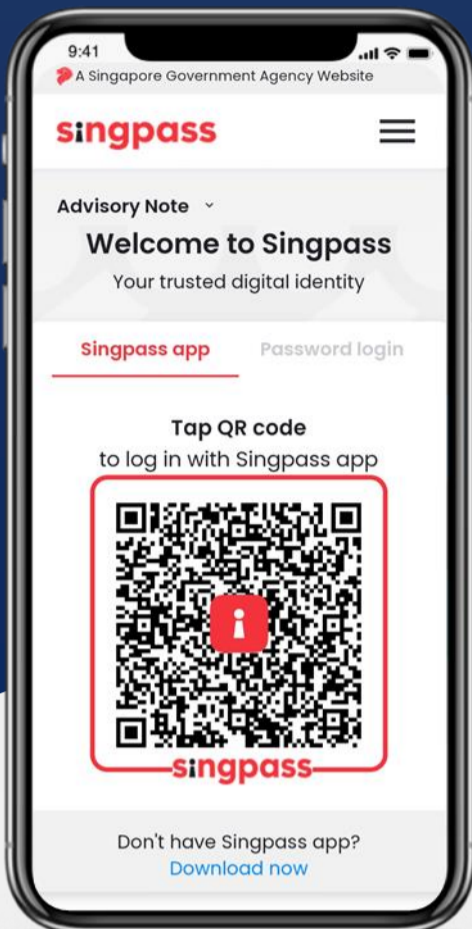 9:41
A Singapore Government Agency Website
singpass
Advisory Note
Welcome to Singpass
Your trusted digital identity
Singpass app Password login
Tap QR code
to log in with Singpass app
singpass
Don't have Singpass app?
Download now